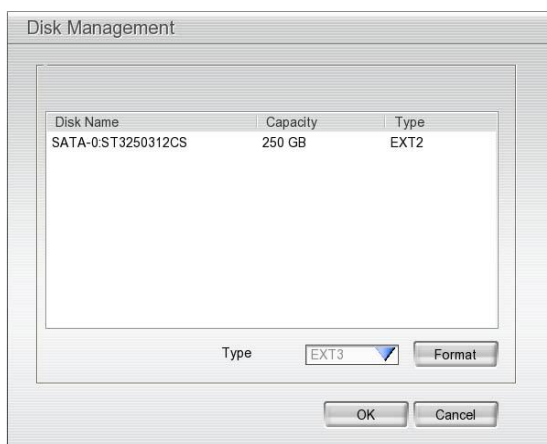 Disk Management
Disk Name Capacity Type
SATA-0:ST3250312CS 250 GB EXT2
Type EXT3 Format
OK Cancel